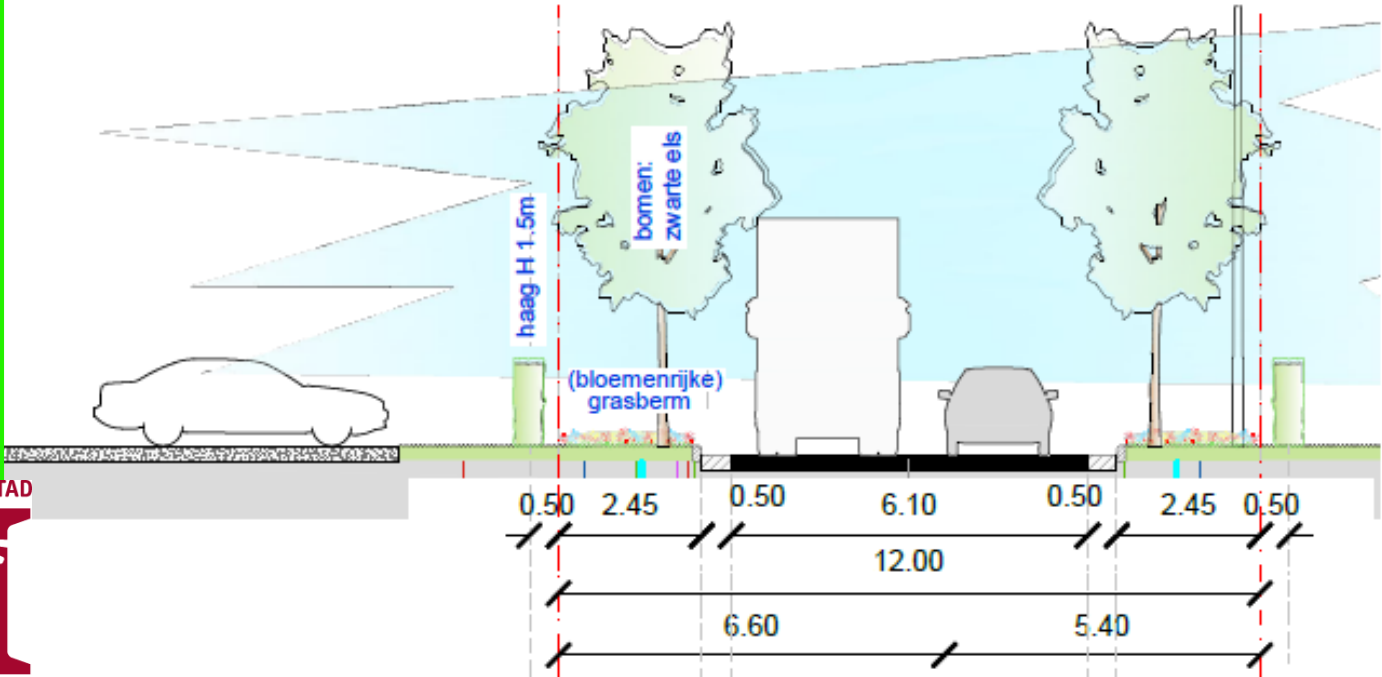 haag H 1.5m
bomen:
zwarte els
(bloemenrijke)
grasberm
TAD
0.50 2.45 0.50 6.10 0.50 2.45 0.50
12.00
6.60 5.40